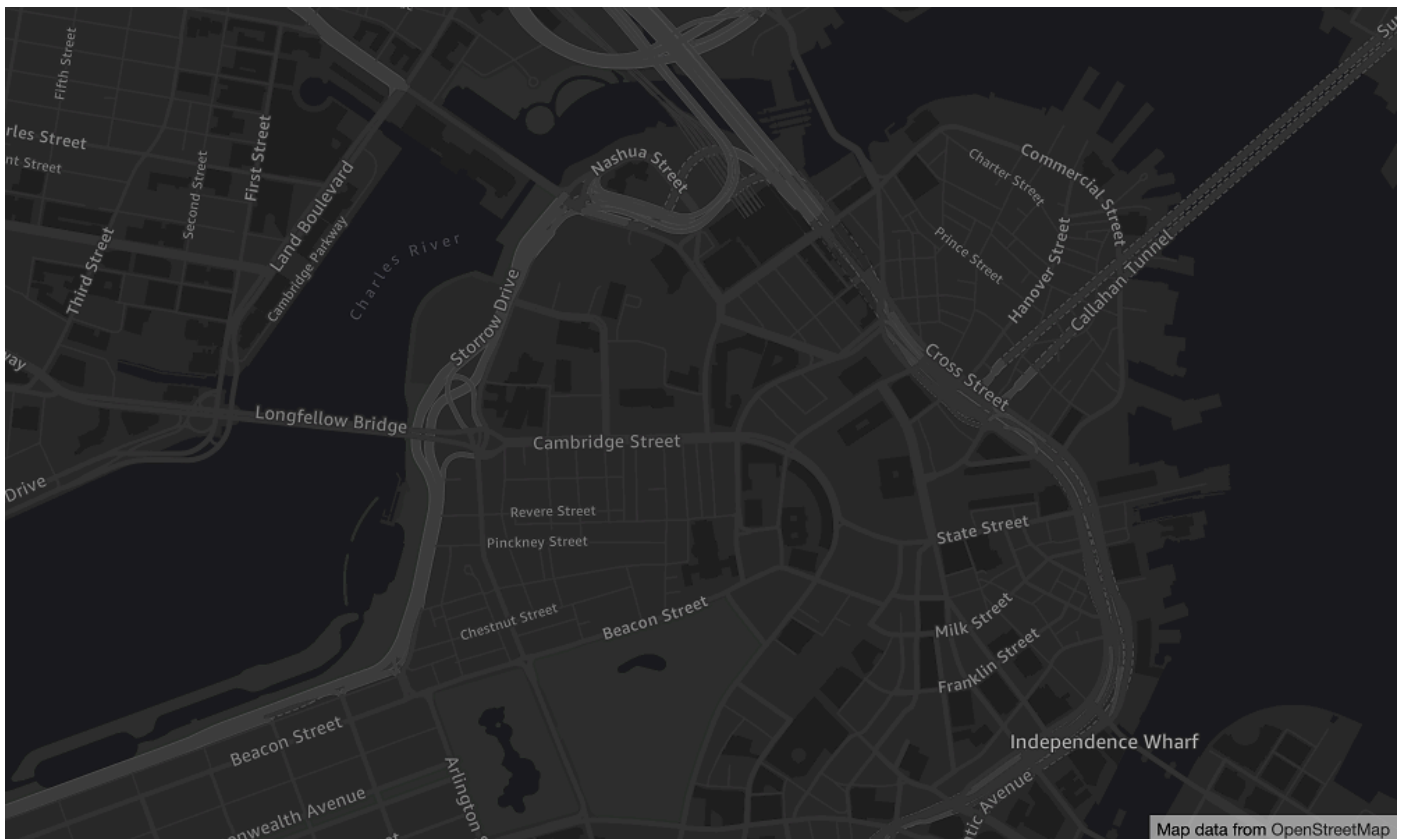 Fifth Street
rles Street
nt Street
First Street
Second Street
Land Boulevard
Cambridge Parkway
Third Street
Charles River
Nashua Street
Storrow Drive
Commercial Street
Charter Street
Prince Street
Hanover Street
Callahan Tunnel
Su
Cross Street
way
Longfellow Bridge
Cambridge Street
Drive
Revere Street
Pinckney Street
State Street
Chestnut Street
Beacon Street
Milk Street
Franklin Street
Beacon Street
Independence Wharf
Arlington S
onwealth Avenue
tic Avenue
Map data from OpenStreetMap